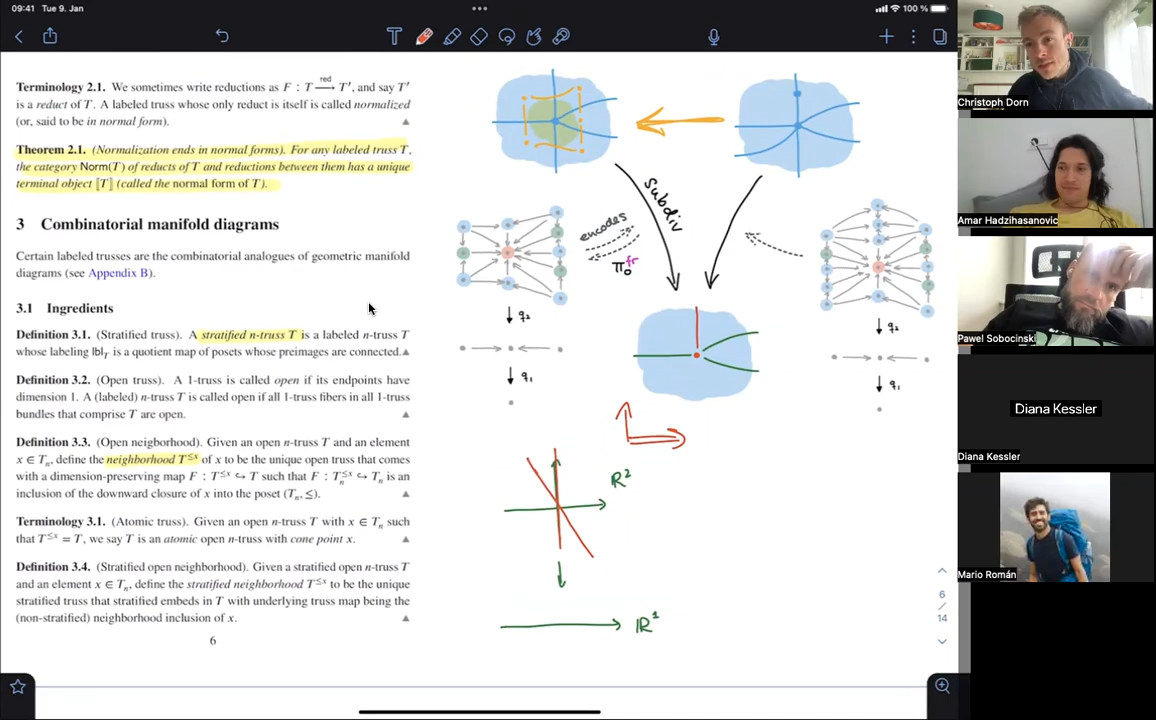 09:41 Tue 9. Jan
100 %
Terminology 2.1. We sometimes write reductions as F : T red→ T′, and say T′
is a reduct of T. A labeled truss whose only reduct is itself is called normalized
(or, said to be in normal form). ▲
Theorem 2.1. (Normalization ends in normal forms). For any labeled truss T,
the category Norm(T) of reducts of T and reductions between them has a unique
terminal object ⟦T⟧ (called the normal form of T).
3 Combinatorial manifold diagrams
Certain labeled trusses are the combinatorial analogues of geometric manifold
diagrams (see Appendix B).
3.1 Ingredients
Definition 3.1. (Stratified truss). A stratified n-truss T is a labeled n-truss T
whose labeling lbl_T is a quotient map of posets whose preimages are connected. ▲
Definition 3.2. (Open truss). A 1-truss is called open if its endpoints have
dimension 1. A (labeled) n-truss T is called open if all 1-truss fibers in all 1-truss
bundles that comprise T are open. ▲
Definition 3.3. (Open neigborhood). Given an open n-truss T and an element
x ∈ Tₙ, define the neighborhood T^≤x of x to be the unique open truss that comes
with a dimension-preserving map F : T^≤x ↪ T such that F : Tₙ^≤x ↪ Tₙ is an
inclusion of the downward closure of x into the poset (Tₙ, ≤). ▲
Terminology 3.1. (Atomic truss). Given an open n-truss T with x ∈ Tₙ such
that T^≤x = T, we say T is an atomic open n-truss with cone point x. ▲
Definition 3.4. (Stratified open neighborhood). Given a stratified open n-truss T
and an element x ∈ Tₙ, define the stratified neighborhood T^≤x to be the unique
stratified truss that stratified embeds in T with underlying truss map being the
(non-stratified) neighborhood inclusion of x. ▲
6
Subdiv
encodes
π₀^fr
q₂
q₁
q₂
q₁
R²
R¹
6
/
14
Christoph Dorn
Amar Hadzihasanovic
Pawel Sobocinski
Diana Kessler
Diana Kessler
Mario Román